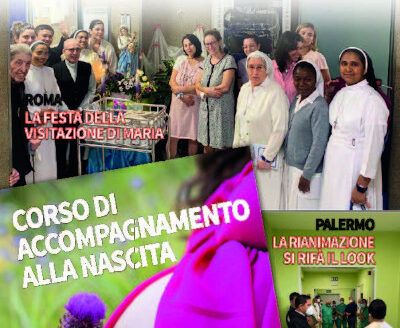 ROMA
LA FESTA DELLA
VISITAZIONE DI MARIA
CORSO DI
ACCOMPAGNAMENTO
ALLA NASCITA
PALERMO
LA RIANIMAZIONE
SI RIFÀ IL LOOK